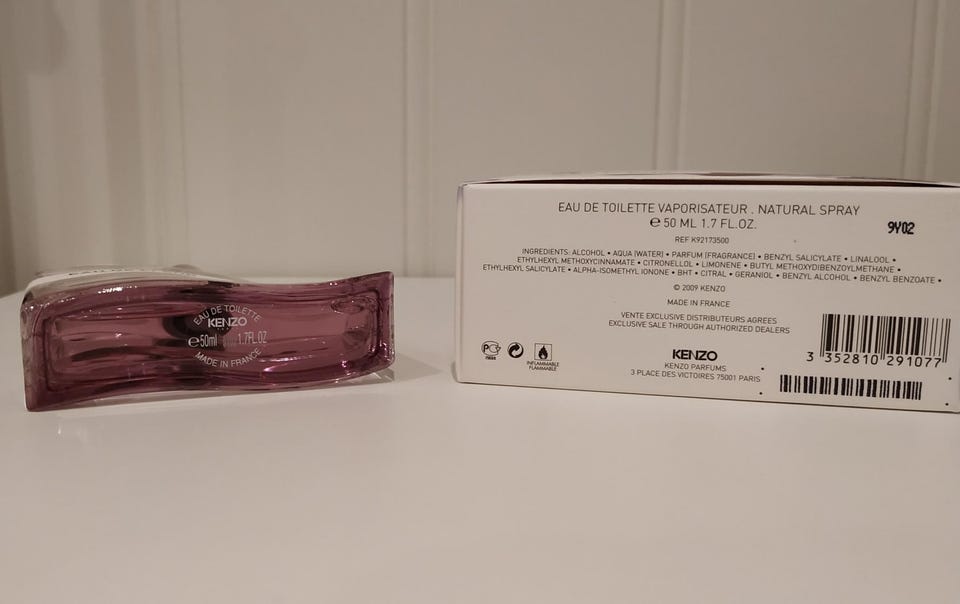 EAU DE TOILETTE
KENZO
℮50ml 1.7FL.OZ
MADE IN FRANCE
EAU DE TOILETTE VAPORISATEUR . NATURAL SPRAY
℮ 50 ML 1.7 FL.OZ.
9Y02
REF K92173500
INGREDIENTS: ALCOHOL • AQUA (WATER) • PARFUM (FRAGRANCE) • BENZYL SALICYLATE • LINALOOL •
ETHYLHEXYL METHOXYCINNAMATE • CITRONELLOL • LIMONENE • BUTYL METHOXYDIBENZOYLMETHANE •
ETHYLHEXYL SALICYLATE • ALPHA-ISOMETHYL IONONE • BHT • CITRAL • GERANIOL • BENZYL ALCOHOL • BENZYL BENZOATE •
© 2009 KENZO
MADE IN FRANCE
VENTE EXCLUSIVE DISTRIBUTEURS AGREES
EXCLUSIVE SALE THROUGH AUTHORIZED DEALERS
INFLAMMABLE
FLAMMABLE
KENZO
KENZO PARFUMS
3 PLACE DES VICTOIRES 75001 PARIS
3 352810 291077